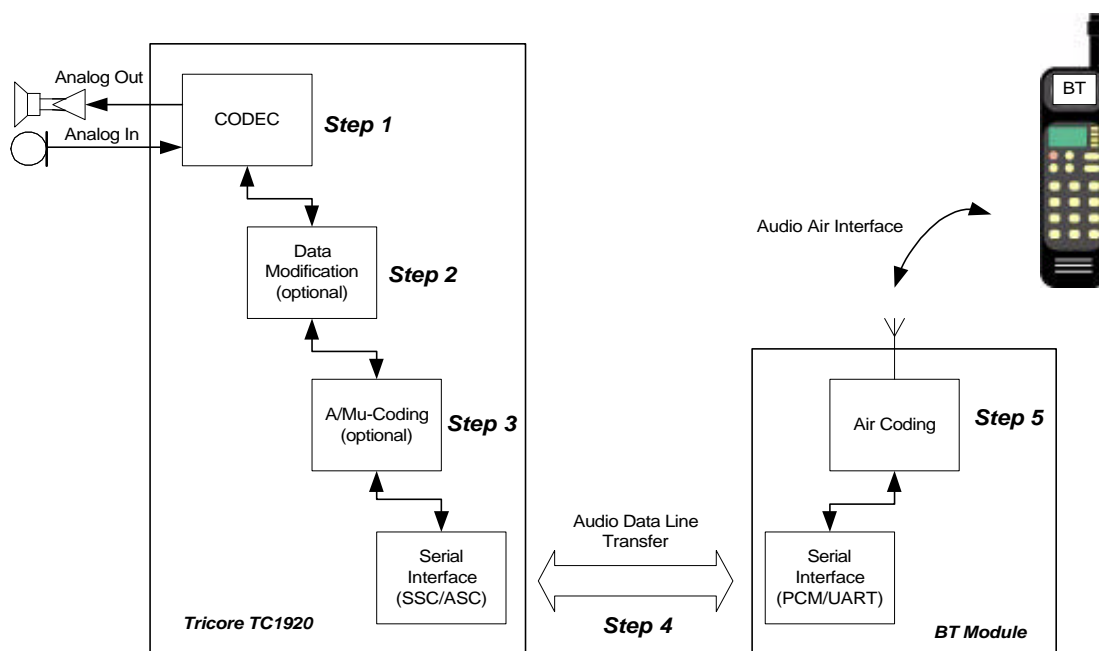 Analog Out
Analog In
CODEC
Step 1
Data
Modification
(optional)
Step 2
A/Mu-Coding
(optional)
Step 3
Serial
Interface
(SSC/ASC)
Tricore TC1920
Audio Data Line
Transfer
Step 4
BT
Audio Air Interface
Air Coding
Step 5
Serial
Interface
(PCM/UART)
BT Module